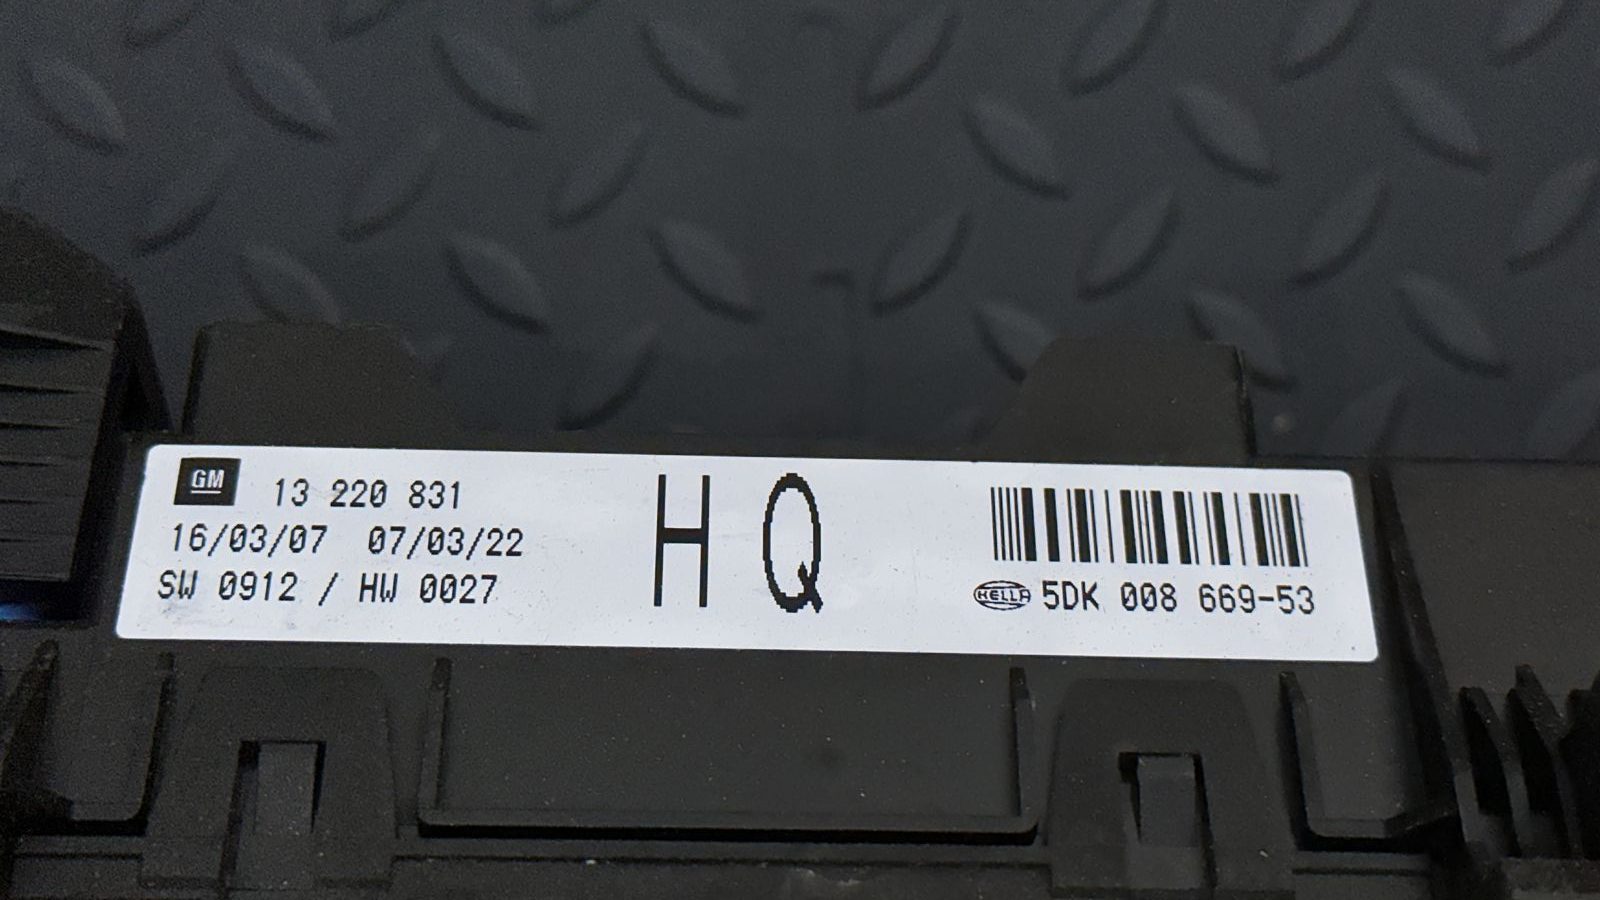 GM 13 220 831
16/03/07 07/03/22
SW 0912 / HW 0027
HQ
HELLA 5DK 008 669-53